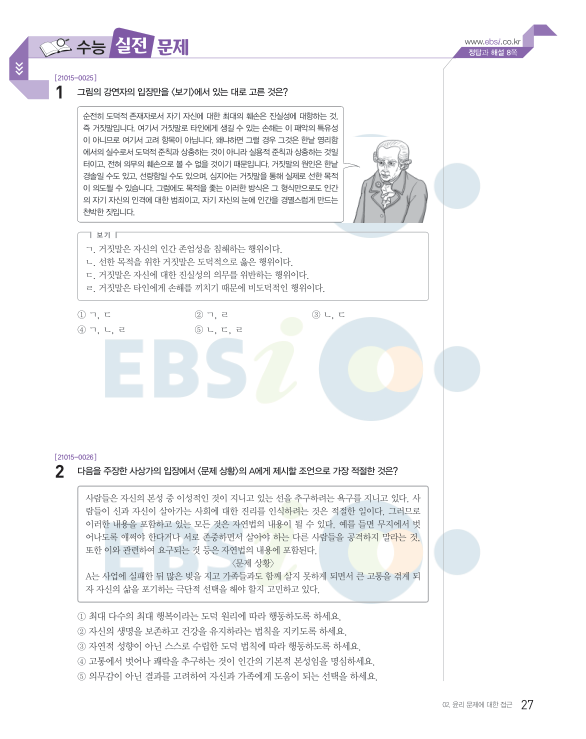 수능 실전 문제
www.ebsi.co.kr
정답과 해설 8쪽
[21015-0025]
1 그림의 강연자의 입장만을 <보기>에서 있는 대로 고른 것은?
순전히 도덕적 존재자로서 자기 자신에 대한 최대의 훼손은 진실성에 대항하는 것,
즉 거짓말입니다. 여기서 거짓말로 타인에게 생길 수 있는 손해는 이 패악의 특유성
이 아니므로 여기서 고려 항목이 아닙니다. 왜냐하면 그럴 경우 그것은 한낱 영리함
에서의 실수로서 도덕적 준칙과 상충하는 것이 아니라 실용적 준칙과 상충하는 것일
터이고, 전혀 의무의 훼손으로 볼 수 없을 것이기 때문입니다. 거짓말의 원인은 한낱
경솔일 수도 있고, 선량함일 수도 있으며, 심지어는 거짓말을 통해 실제로 선한 목적
이 의도될 수 있습니다. 그럼에도 목적을 좇는 이러한 방식은 그 형식만으로도 인간
의 자기 자신의 인격에 대한 범죄이고, 자기 자신의 눈에 인간을 경멸스럽게 만드는
천박한 짓입니다.
보기
ㄱ. 거짓말은 자신의 인간 존엄성을 침해하는 행위이다.
ㄴ. 선한 목적을 위한 거짓말은 도덕적으로 옳은 행위이다.
ㄷ. 거짓말은 자신에 대한 진실성의 의무를 위반하는 행위이다.
ㄹ. 거짓말은 타인에게 손해를 끼치기 때문에 비도덕적인 행위이다.
① ㄱ, ㄷ ② ㄱ, ㄹ ③ ㄴ, ㄷ
④ ㄱ, ㄴ, ㄹ ⑤ ㄴ, ㄷ, ㄹ
EBSi
[21015-0026]
2 다음을 주장한 사상가의 입장에서 <문제 상황>의 A에게 제시할 조언으로 가장 적절한 것은?
사람들은 자신의 본성 중 이성적인 것이 지니고 있는 선을 추구하려는 욕구를 지니고 있다. 사
람들이 신과 자신이 살아가는 사회에 대한 진리를 인식하려는 것은 적절한 일이다. 그러므로
이러한 내용을 포함하고 있는 모든 것은 자연법의 내용이 될 수 있다. 예를 들면 무지에서 벗
어나도록 애써야 한다거나 서로 존중하면서 살아야 하는 다른 사람들을 공격하지 말라는 것,
또한 이와 관련하여 요구되는 것 등은 자연법의 내용에 포함된다.
<문제 상황>
A는 사업에 실패한 뒤 많은 빚을 지고 가족들과도 함께 살지 못하게 되면서 큰 고통을 겪게 되
자 자신의 삶을 포기하는 극단적 선택을 해야 할지 고민하고 있다.
① 최대 다수의 최대 행복이라는 도덕 원리에 따라 행동하도록 하세요.
② 자신의 생명을 보존하고 건강을 유지하라는 법칙을 지키도록 하세요.
③ 자연적 성향이 아닌 스스로 수립한 도덕 법칙에 따라 행동하도록 하세요.
④ 고통에서 벗어나 쾌락을 추구하는 것이 인간의 기본적 본성임을 명심하세요.
⑤ 의무감이 아닌 결과를 고려하여 자신과 가족에게 도움이 되는 선택을 하세요.
02. 윤리 문제에 대한 접근 27